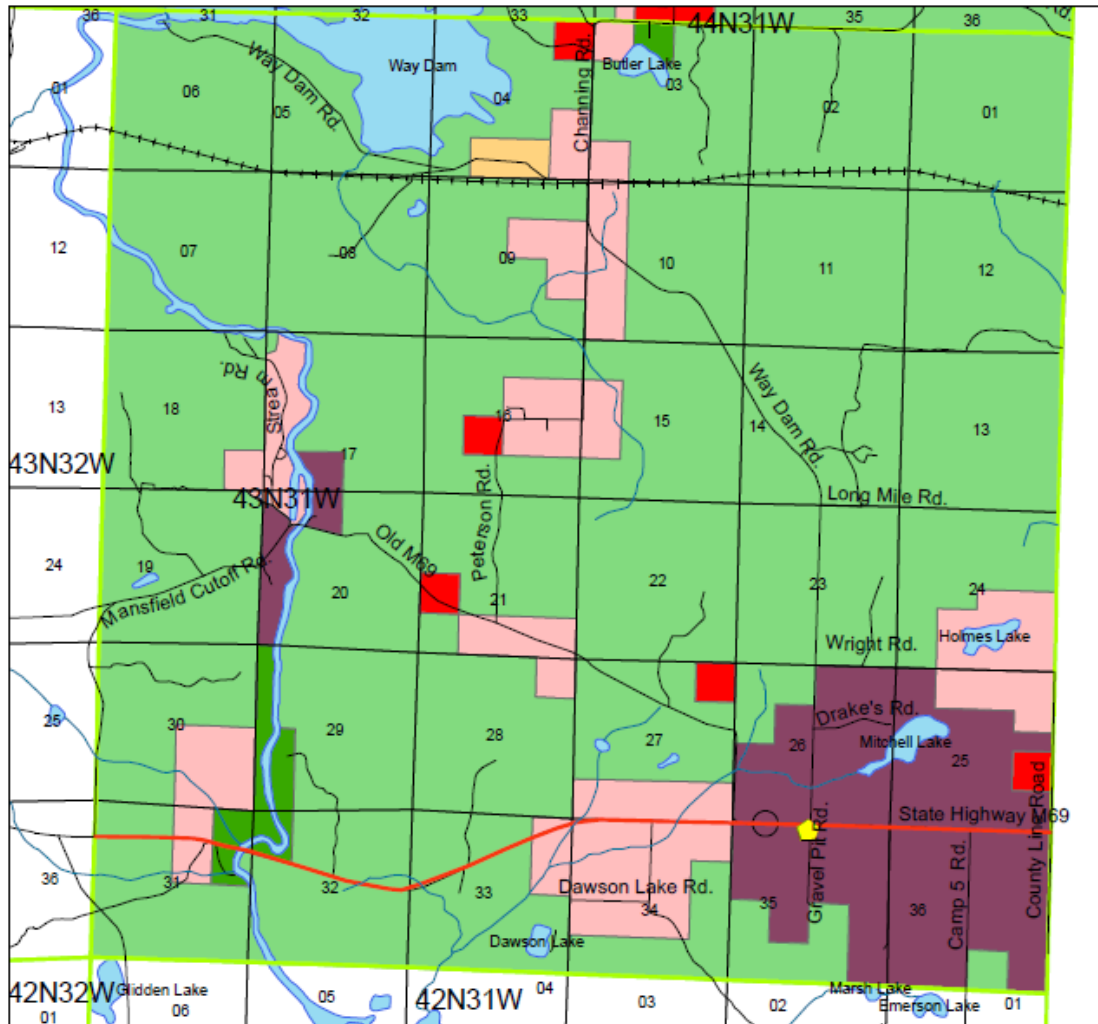 36
31
32
33
44N31W
35
36
Rd.
Way Dam
Butler Lake
Way Dam Rd.
Channing Rd.
01
06
05
04
03
02
01
12
07
08
09
10
11
12
Stream Rd.
Way Dam Rd.
13
18
17
16
15
14
13
43N32W
43N31W
Long Mile Rd.
Peterson Rd.
Old M69
Mansfield Cutoff Rd.
24
19
20
21
22
23
24
Wright Rd.
Holmes Lake
Drake's Rd.
Mitchell Lake
25
30
29
28
27
26
25
State Highway M69
Gravel Pit Rd.
Camp 5 Rd.
County Line Road
36
31
32
33
Dawson Lake Rd.
34
35
36
Dawson Lake
42N32W
Glidden Lake
42N31W
Marsh Lake
Emerson Lake
01
06
05
04
03
02
01